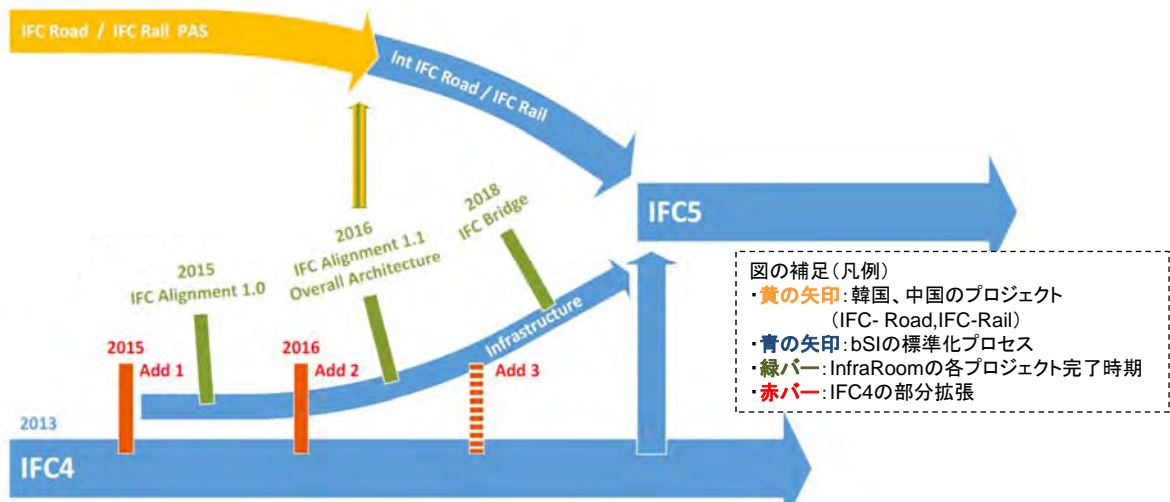 IFC Road / IFC Rail PAS
Int IFC Road / IFC Rail
2018
IFC Bridge
2016
IFC Alignment 1.1
Overall Architecture
2015
IFC Alignment 1.0
IFC5
Infrastructure
2015
Add 1
2016
Add 2
Add 3
2013
IFC4
図の補足（凡例）
・黄の矢印：韓国、中国のプロジェクト
（IFC- Road,IFC-Rail）
・青の矢印：bSIの標準化プロセス
・緑バー：InfraRoomの各プロジェクト完了時期
・赤バー：IFC4の部分拡張